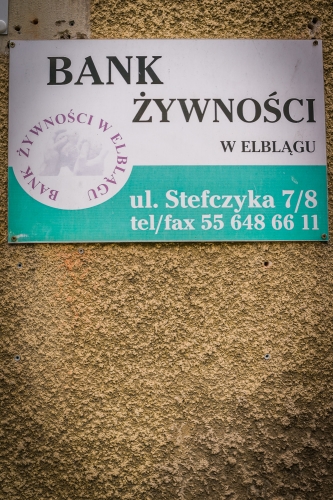 BANK
ŻYWNOŚCI
W ELBLĄGU
BANK ŻYWNOŚCI W ELBLĄGU
ul. Stefczyka 7/8
tel/fax 55 648 66 11